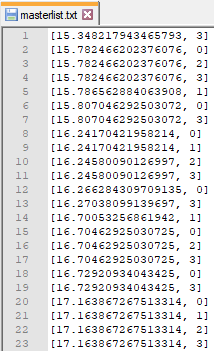 masterlist.txt
1 [15.348217943465793, 3]
2 [15.782466202376076, 0]
3 [15.782466202376076, 2]
4 [15.782466202376076, 3]
5 [15.786562884063908, 1]
6 [15.807046292503072, 0]
7 [15.807046292503072, 3]
8 [16.24170421958214, 0]
9 [16.24170421958214, 1]
10 [16.24580090126997, 2]
11 [16.24580090126997, 3]
12 [16.266284309709135, 0]
13 [16.27038099139697, 3]
14 [16.70053256861942, 1]
15 [16.70462925030725, 0]
16 [16.70462925030725, 2]
17 [16.70462925030725, 3]
18 [16.72920934043425, 0]
19 [16.72920934043425, 3]
20 [17.163867267513314, 0]
21 [17.163867267513314, 1]
22 [17.163867267513314, 2]
23 [17.163867267513314, 3]